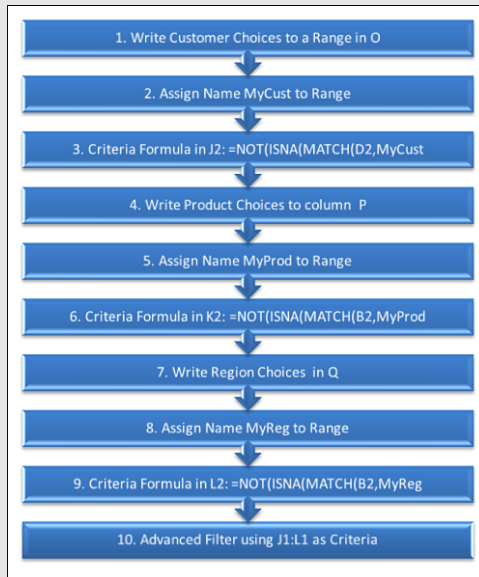 1. Write Customer Choices to a Range in O
2. Assign Name MyCust to Range
3. Criteria Formula in J2: =NOT(ISNA(MATCH(D2,MyCust
4. Write Product Choices to column  P
5. Assign Name MyProd to Range
6. Criteria Formula in K2: =NOT(ISNA(MATCH(B2,MyProd
7. Write Region Choices  in Q
8. Assign Name MyReg to Range
9. Criteria Formula in L2: =NOT(ISNA(MATCH(B2,MyReg
10. Advanced Filter using J1:L1 as Criteria